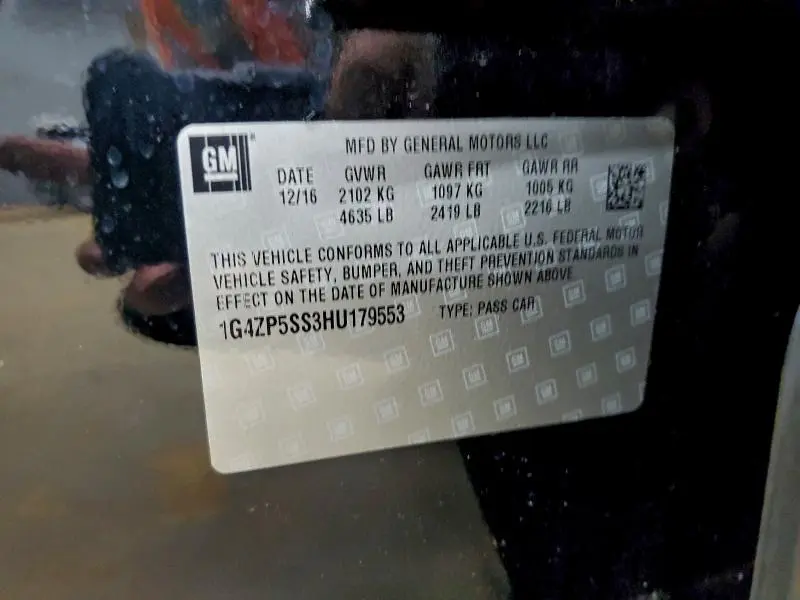 GM
MFD BY GENERAL MOTORS LLC
DATE GVWR GAWR FRT GAWR RR
12/16 2102 KG 1097 KG 1005 KG
4635 LB 2419 LB 2216 LB
THIS VEHICLE CONFORMS TO ALL APPLICABLE U.S. FEDERAL MOTOR
VEHICLE SAFETY, BUMPER, AND THEFT PREVENTION STANDARDS IN
EFFECT ON THE DATE OF MANUFACTURE SHOWN ABOVE
1G4ZP5SS3HU179553 TYPE: PASS CAR